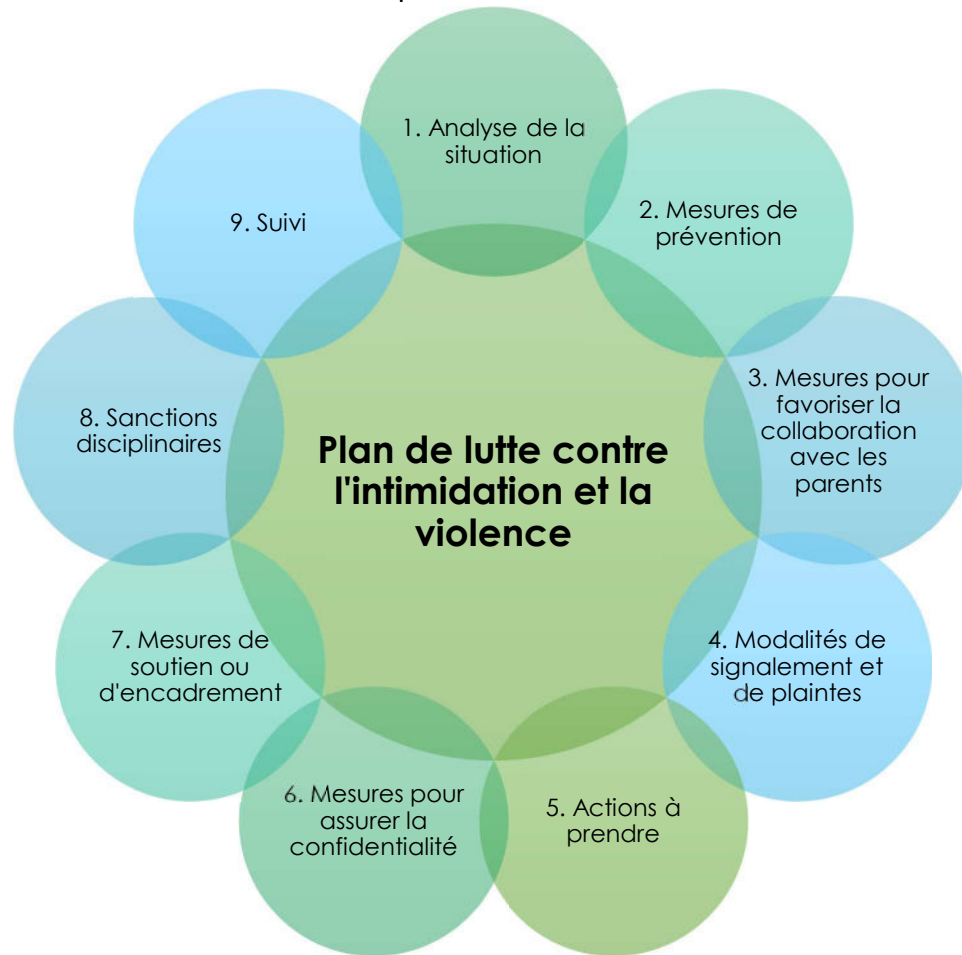 1. Analyse de la
situation
2. Mesures de
prévention
3. Mesures pour
favoriser la
collaboration
avec les
parents
4. Modalités de
signalement et
de plaintes
5. Actions à
prendre
6. Mesures pour
assurer la
confidentialité
7. Mesures de
soutien ou
d'encadrement
8. Sanctions
disciplinaires
9. Suivi
Plan de lutte contre
l'intimidation et la
violence